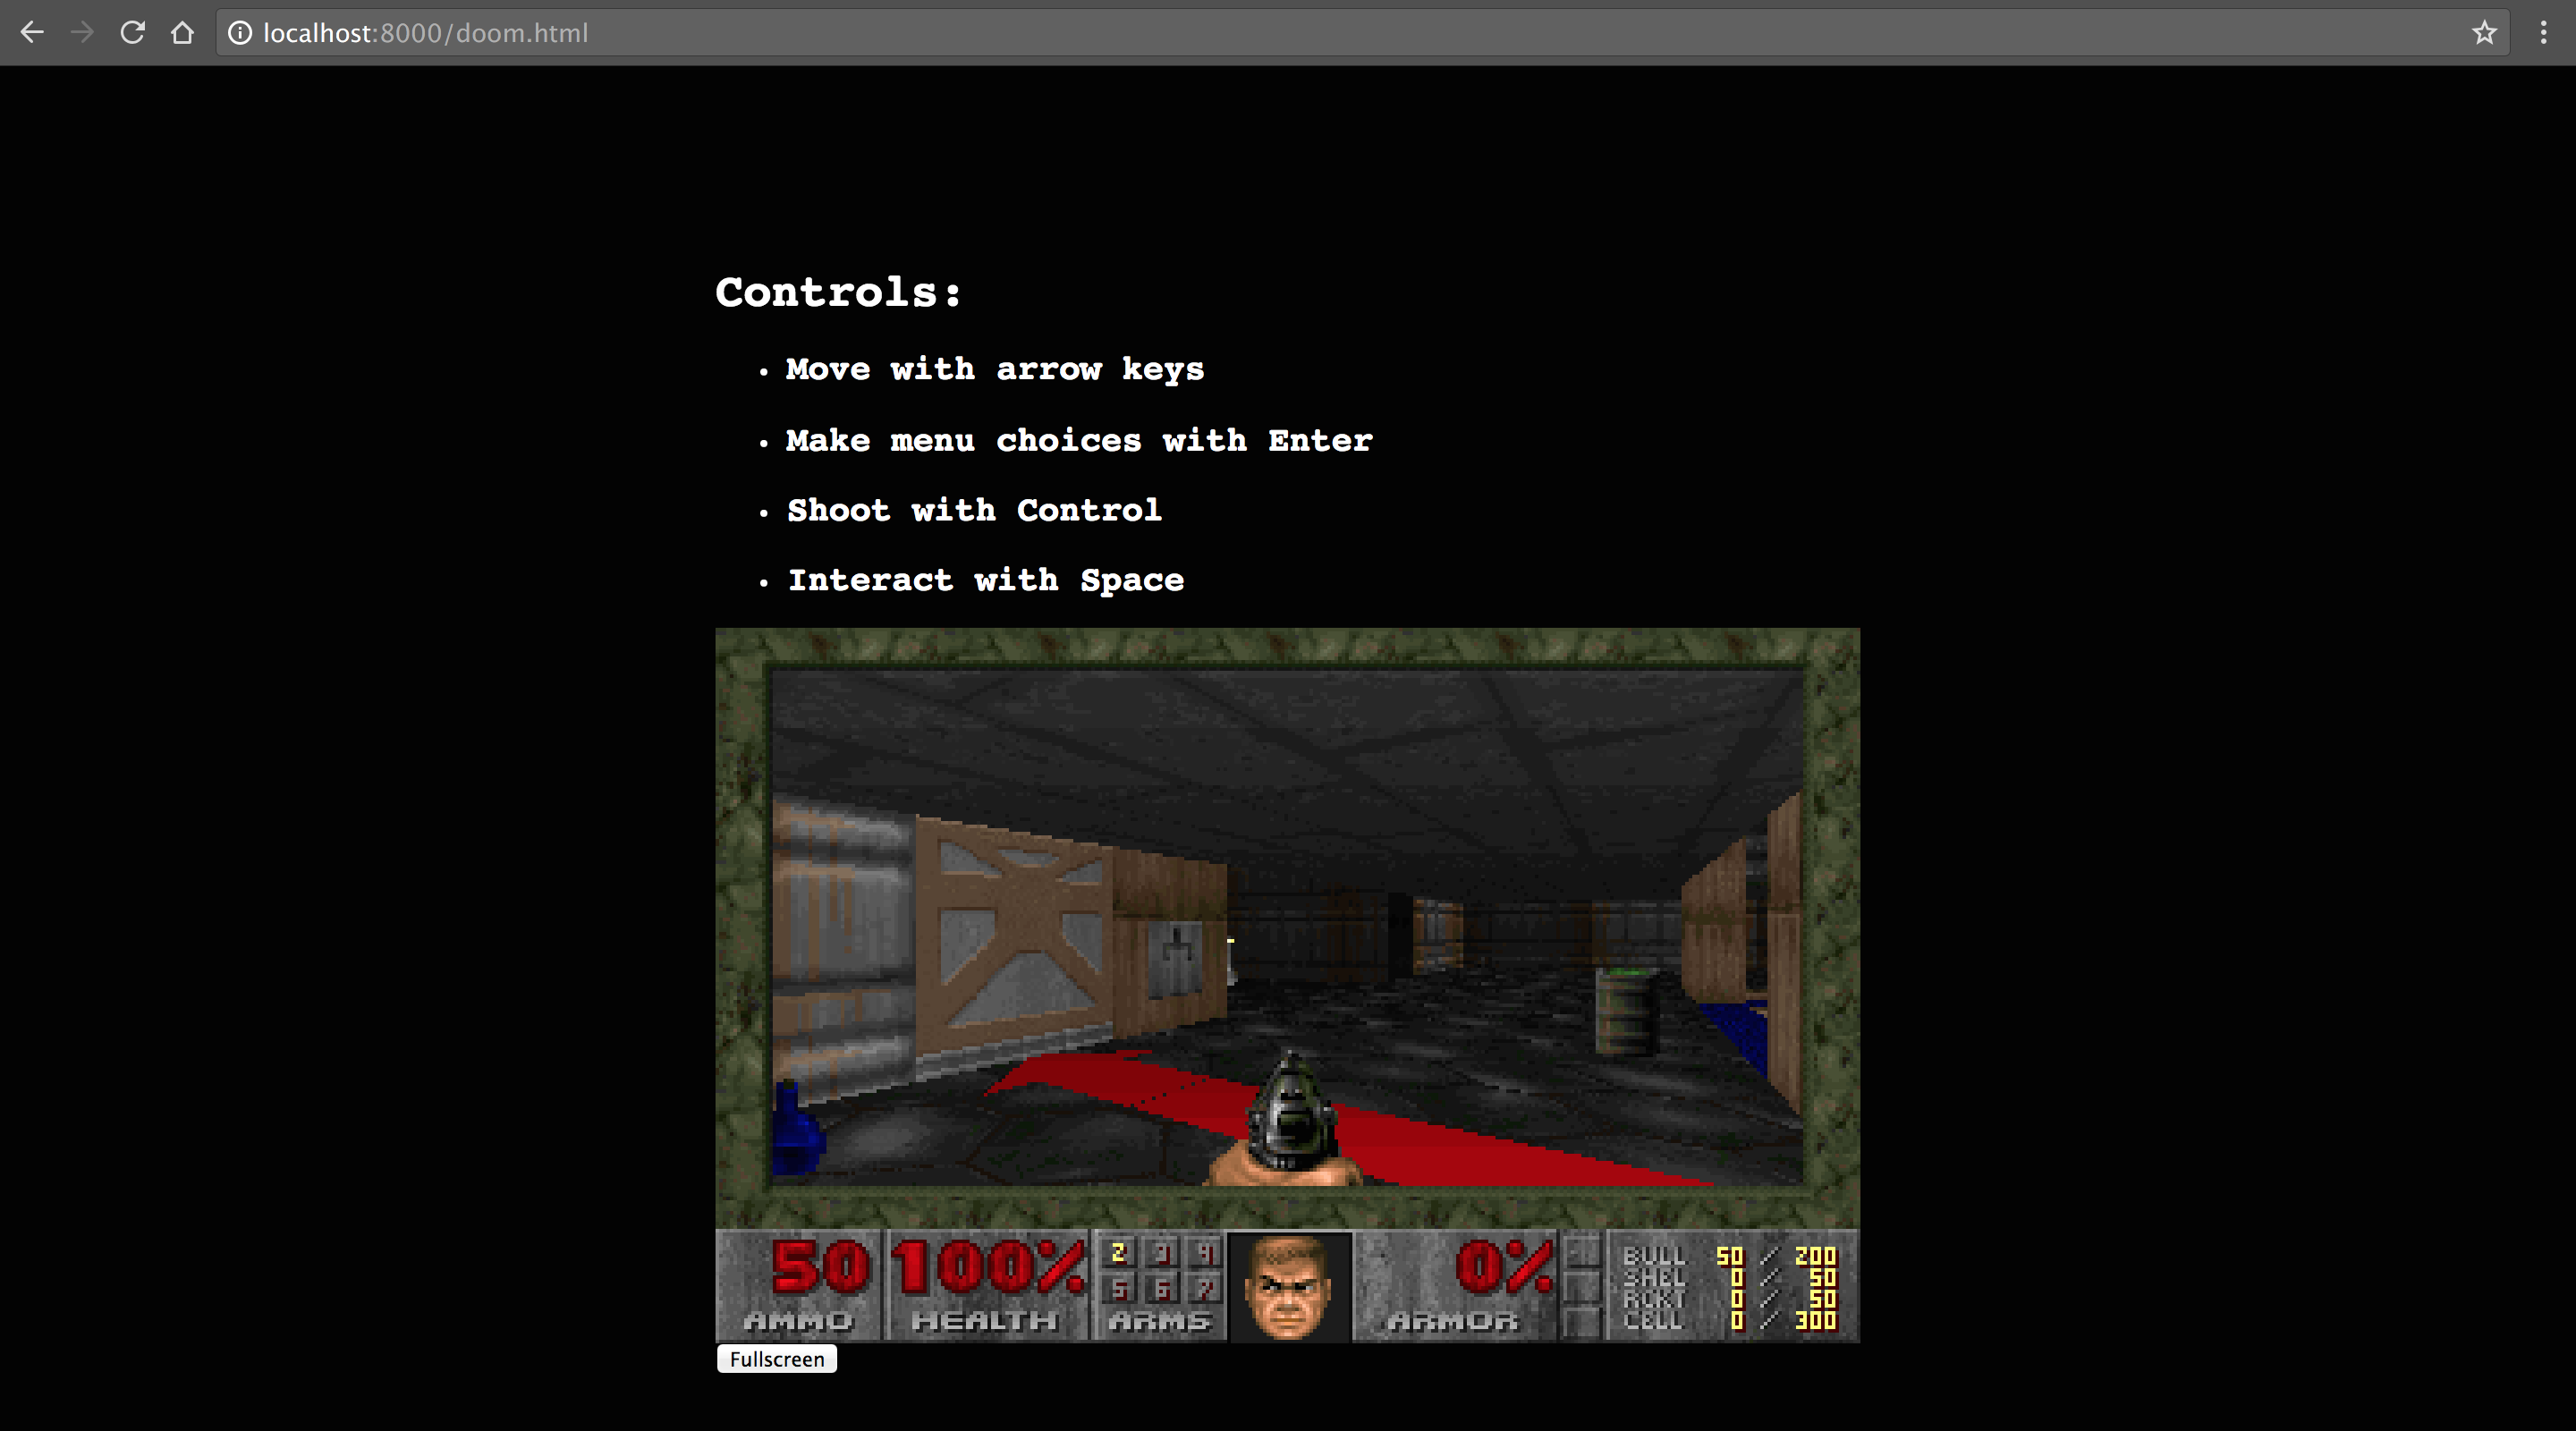 localhost:8000/doom.html
Controls:
• Move with arrow keys
• Make menu choices with Enter
• Shoot with Control
• Interact with Space
50 100% 2 3 4 0% BULL 50 / 200
5 6 7 SHEL 0 / 50
RCKT 0 / 50
AMMO HEALTH ARMS ARMOR CELL 0 / 300
Fullscreen